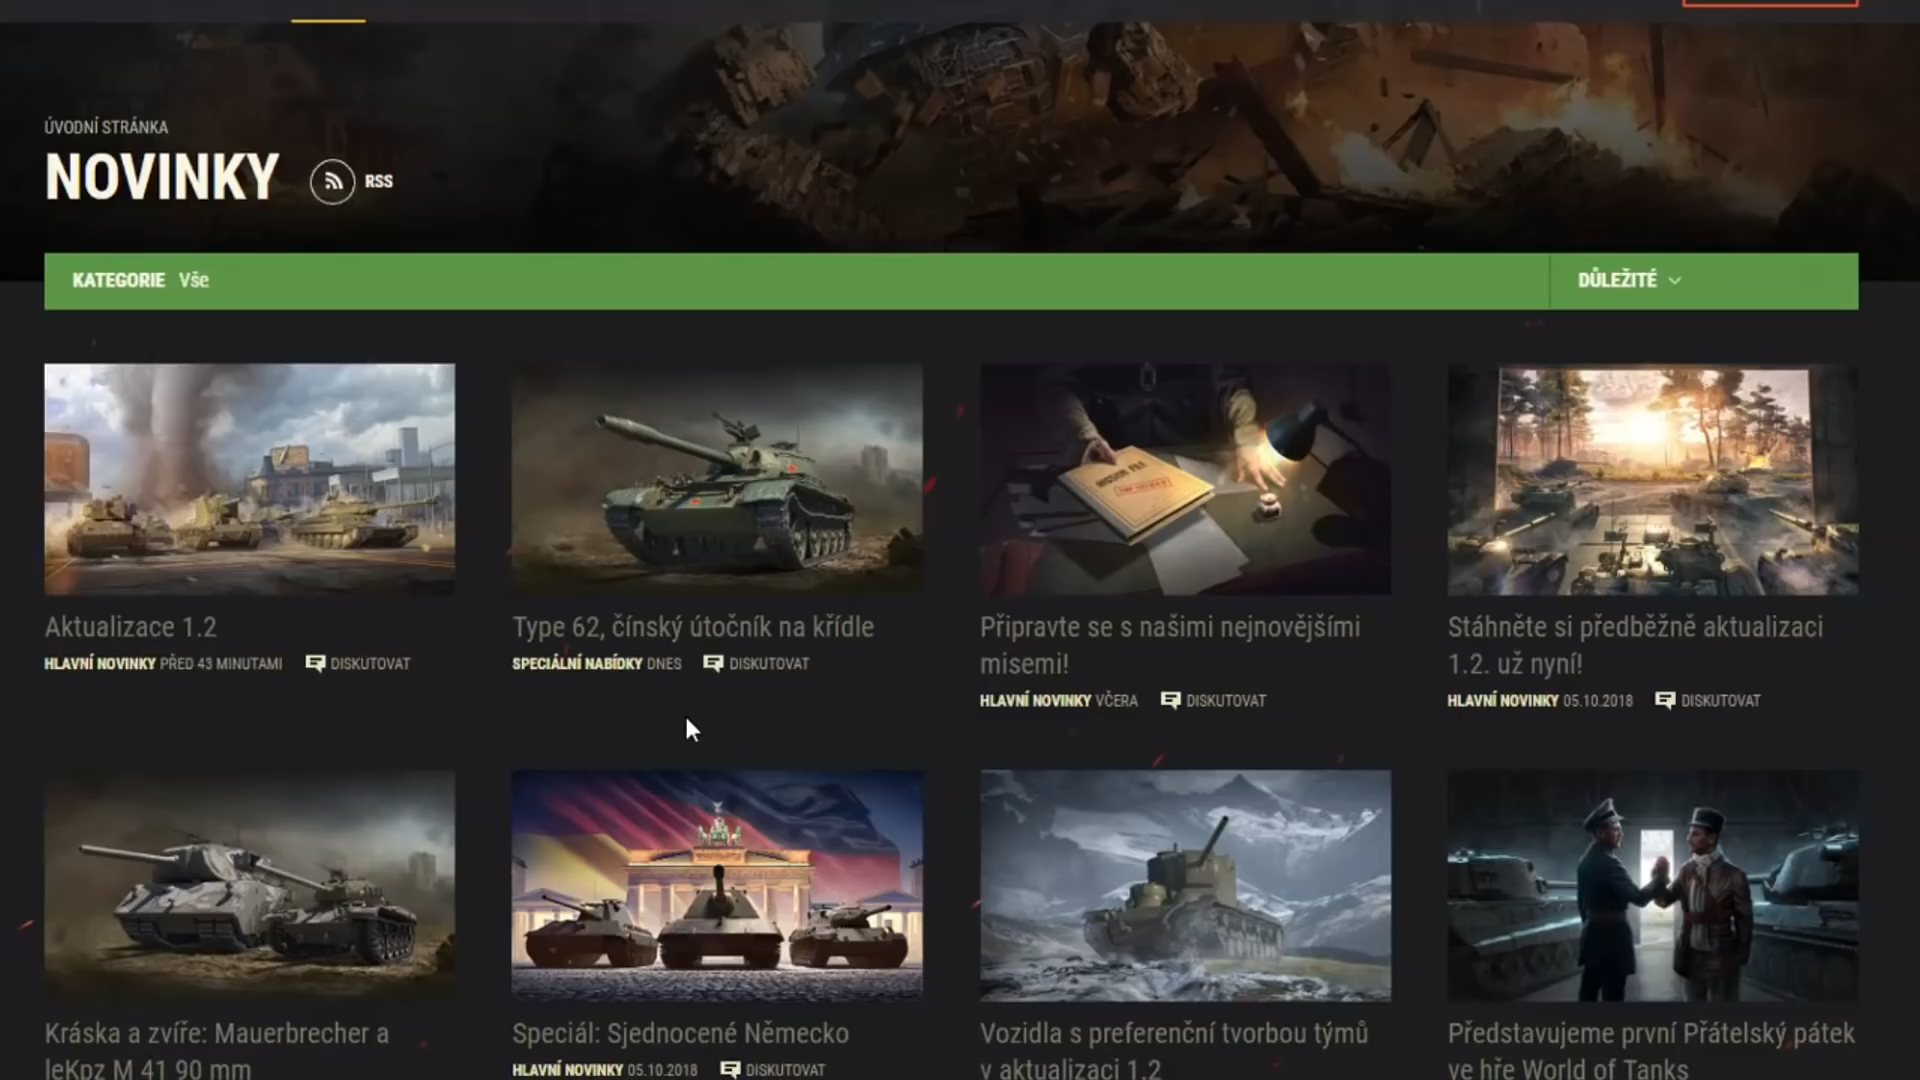 ÚVODNÍ STRÁNKA
NOVINKY RSS
KATEGORIE Vše DŮLEŽITÉ
MISSION
TOP SECRET
Aktualizace 1.2
HLAVNÍ NOVINKY PŘED 43 MINUTAMI DISKUTOVAT
Type 62, čínský útočník na křídle
SPECIÁLNÍ NABÍDKY DNES DISKUTOVAT
Připravte se s našimi nejnovějšími
misemi!
HLAVNÍ NOVINKY VČERA DISKUTOVAT
Stáhněte si předběžně aktualizaci
1.2. už nyní!
HLAVNÍ NOVINKY 05.10.2018 DISKUTOVAT
Kráska a zvíře: Mauerbrecher a
leKpz M 41 90 mm
Speciál: Sjednocené Německo
HLAVNÍ NOVINKY 05.10.2018 DISKUTOVAT
Vozidla s preferenční tvorbou týmů
v aktualizaci 1.2
Představujeme první Přátelský pátek
ve hře World of Tanks